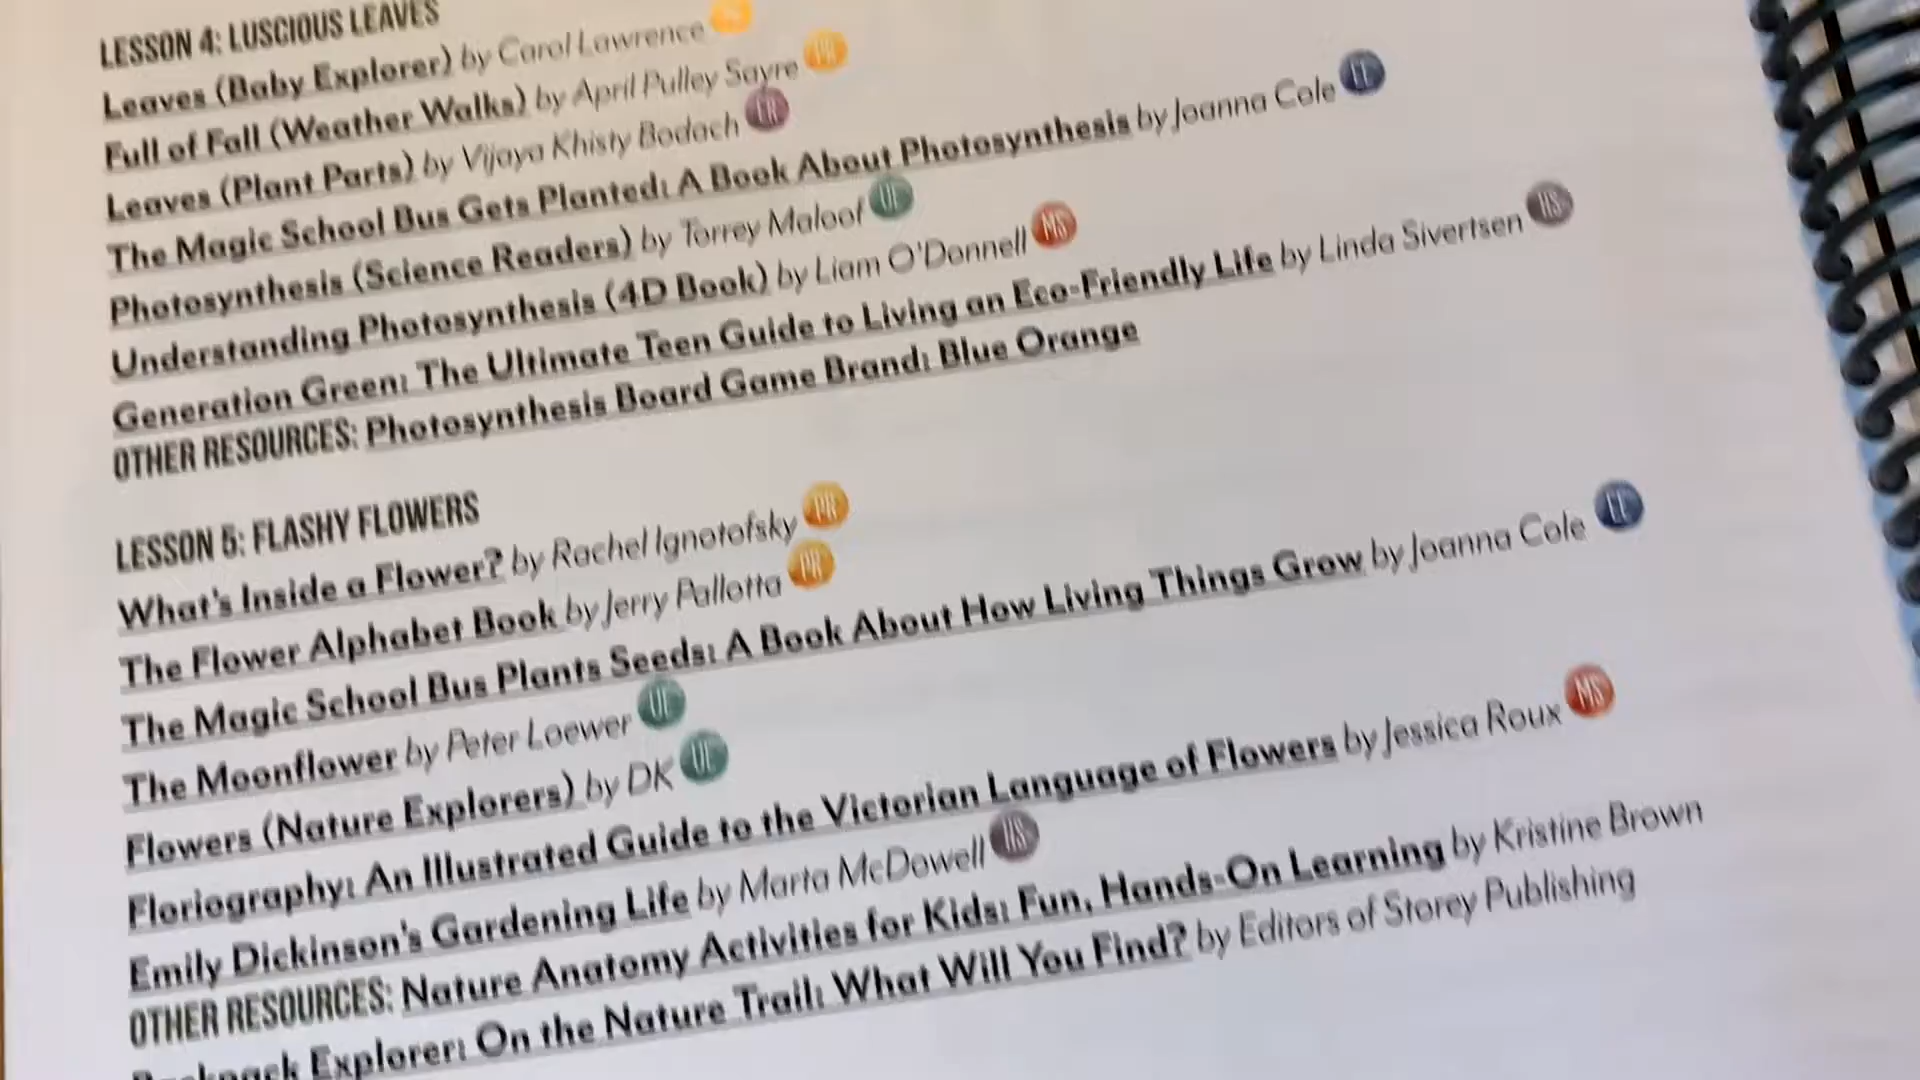 LESSON 4: LUSCIOUS LEAVES
Leaves (Baby Explorer) by Carol Lawrence
Full of Fall (Weather Walks) by April Pulley Sayre PR
Leaves (Plant Parts) by Vijaya Khisty Bodach ER
The Magic School Bus Gets Planted: A Book About Photosynthesis by Joanna Cole EE
Photosynthesis (Science Readers) by Torrey Maloof UE
Understanding Photosynthesis (4D Book) by Liam O'Donnell MS
Generation Green: The Ultimate Teen Guide to Living an Eco-Friendly Life by Linda Sivertsen HS
OTHER RESOURCES: Photosynthesis Board Game Brand: Blue Orange
LESSON 5: FLASHY FLOWERS
What's Inside a Flower? by Rachel Ignotofsky PR
The Flower Alphabet Book by Jerry Pallotta PR
The Magic School Bus Plants Seeds: A Book About How Living Things Grow by Joanna Cole EE
The Moonflower by Peter Loewer UE
Flowers (Nature Explorers) by DK UE
Floriography: An Illustrated Guide to the Victorian Language of Flowers by Jessica Roux MS
Emily Dickinson's Gardening Life by Marta McDowell HS
OTHER RESOURCES: Nature Anatomy Activities for Kids: Fun, Hands-On Learning by Kristine Brown
Backpack Explorer: On the Nature Trail: What Will You Find? by Editors of Storey Publishing